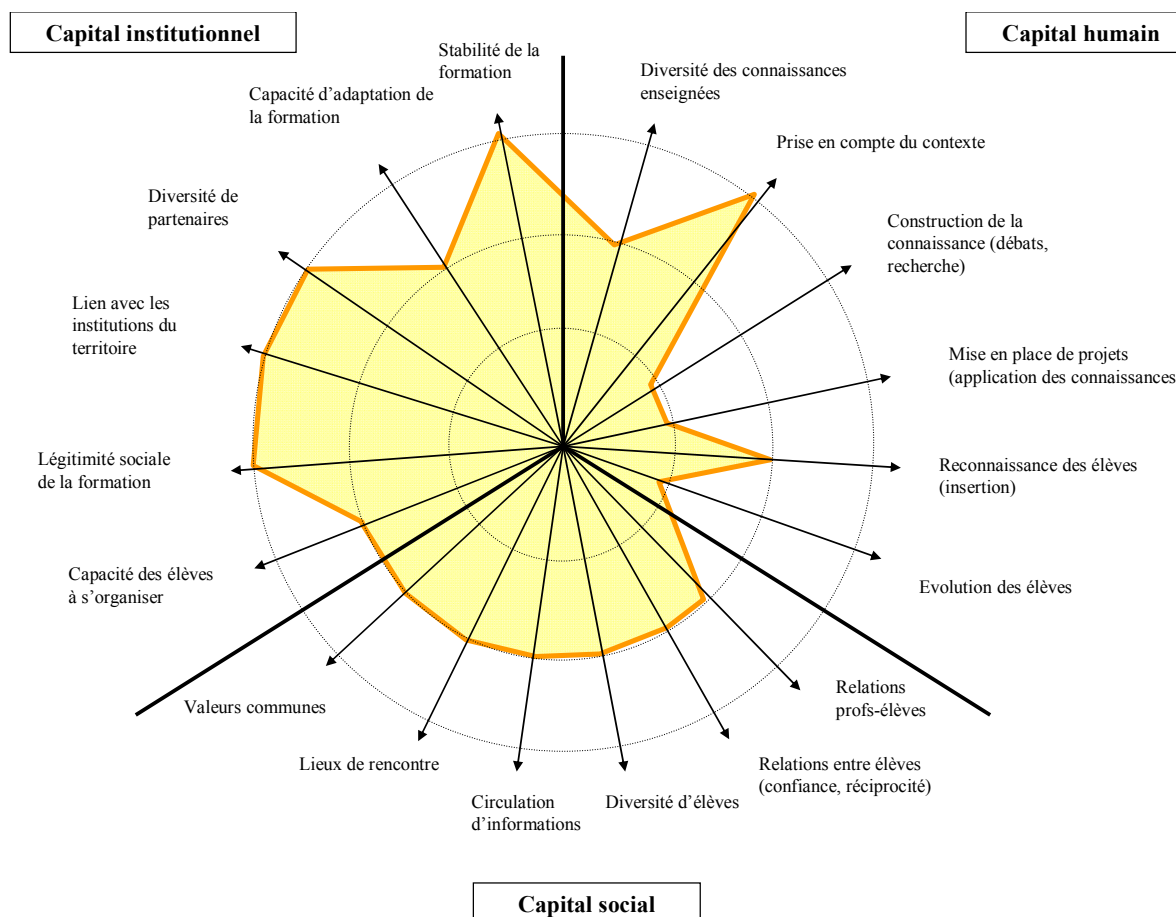 Capital institutionnel
Capital humain
Stabilité de la
formation
Diversité des connaissances
enseignées
Capacité d’adaptation de
la formation
Prise en compte du contexte
Diversité de
partenaires
Construction de la
connaissance (débats,
recherche)
Lien avec les
institutions du
territoire
Mise en place de projets
(application des connaissances
Légitimité sociale
de la formation
Reconnaissance des élèves
(insertion)
Capacité des élèves
à s’organiser
Evolution des élèves
Valeurs communes
Relations
profs-élèves
Lieux de rencontre
Relations entre élèves
(confiance, réciprocité)
Circulation
d’informations
Diversité d’élèves
Capital social